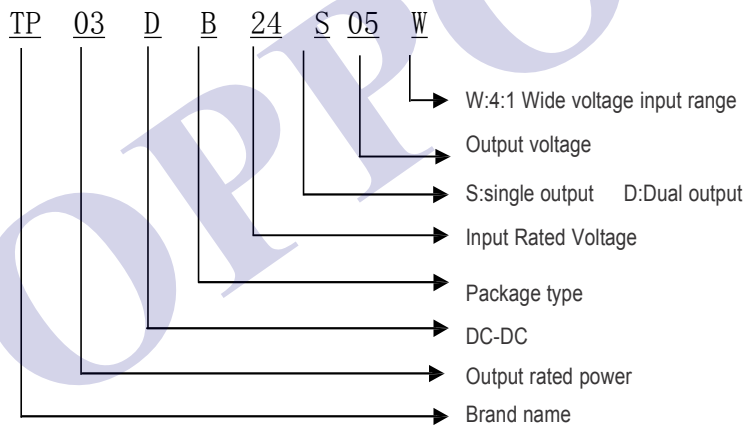 TP 03 D B 24 S 05 W
W:4:1 Wide voltage input range
Output voltage
S:single output D:Dual output
Input Rated Voltage
Package type
DC-DC
Output rated power
Brand name